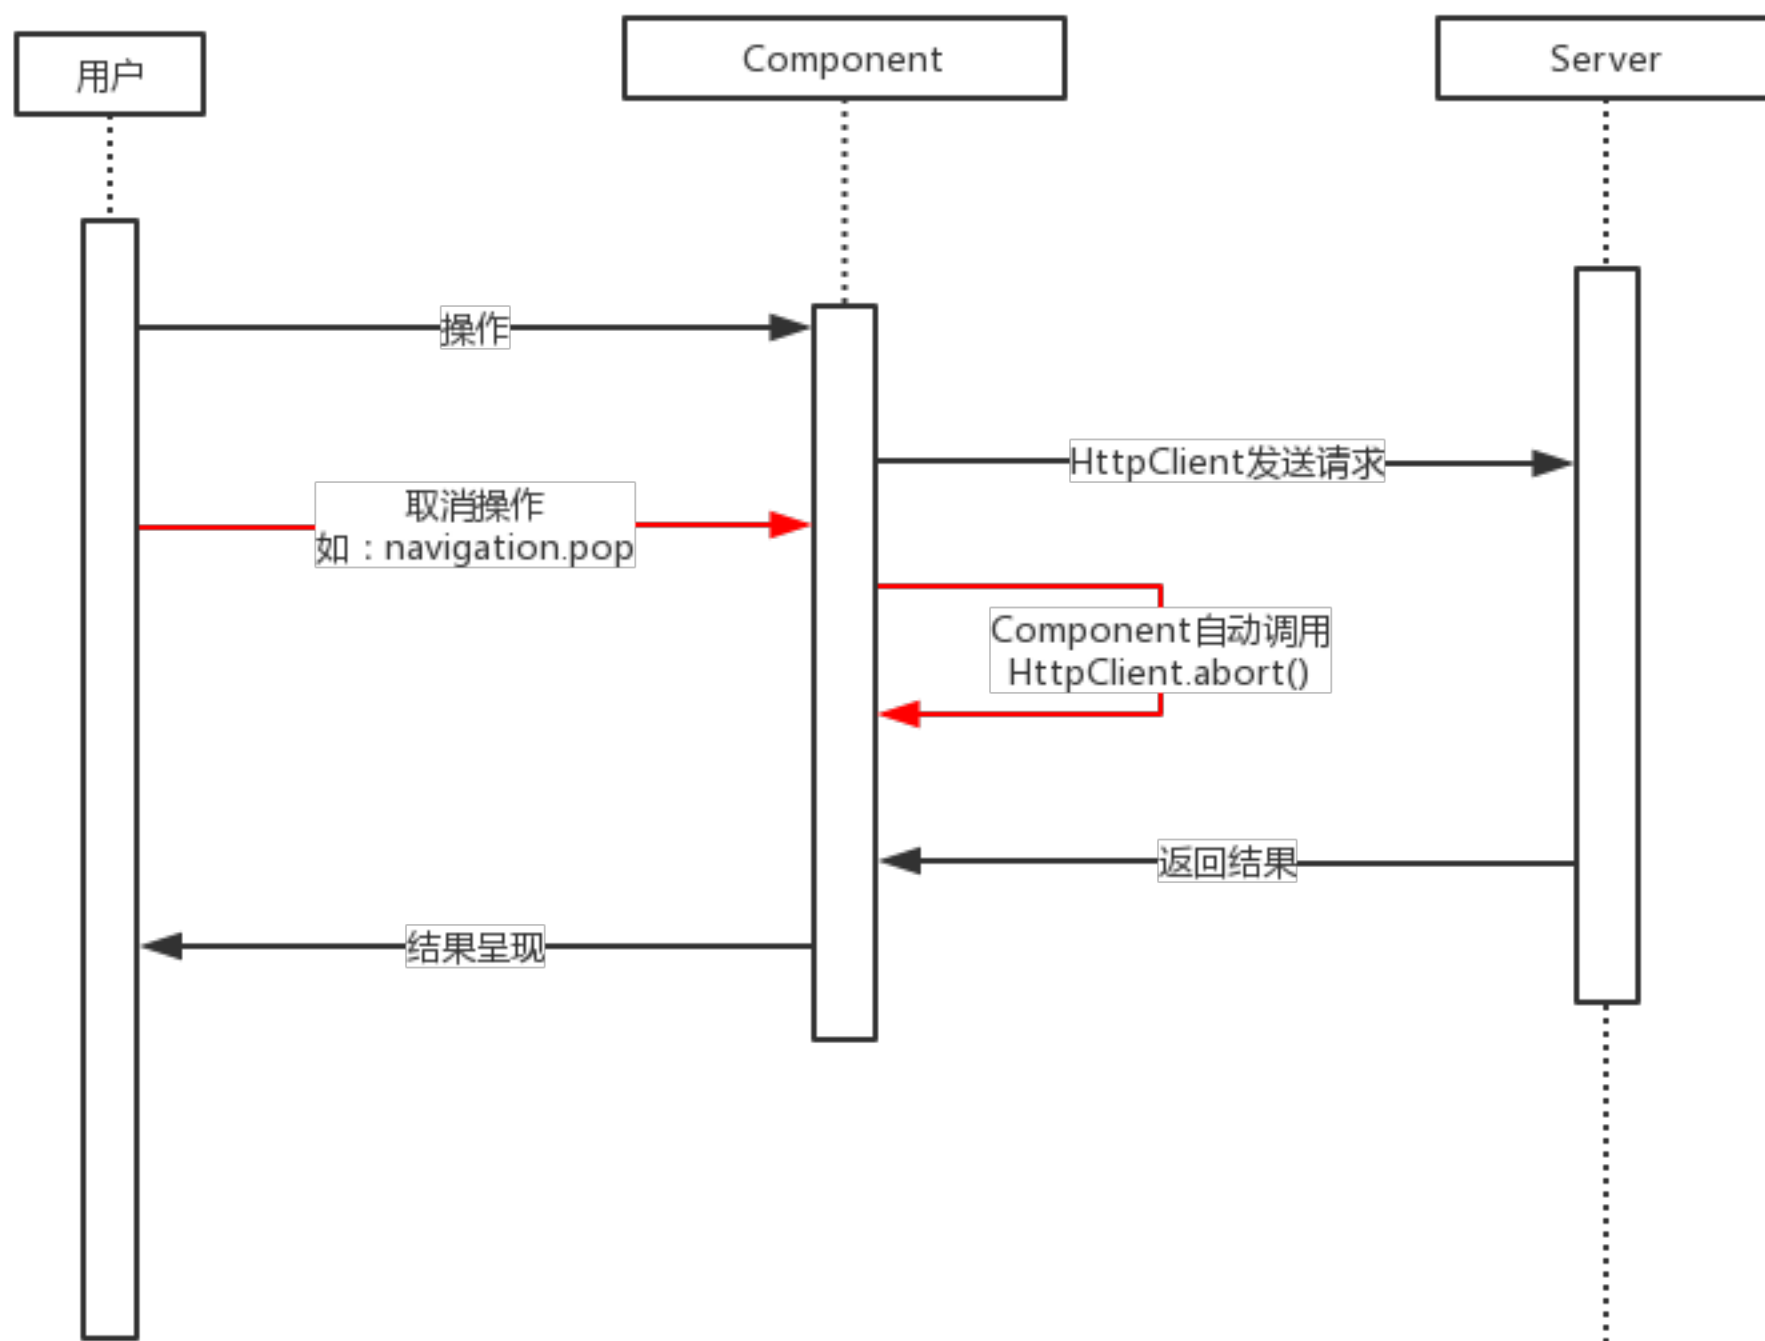 用户
Component
Server
操作
HttpClient发送请求
取消操作
如：navigation.pop
Component自动调用
HttpClient.abort()
返回结果
结果呈现